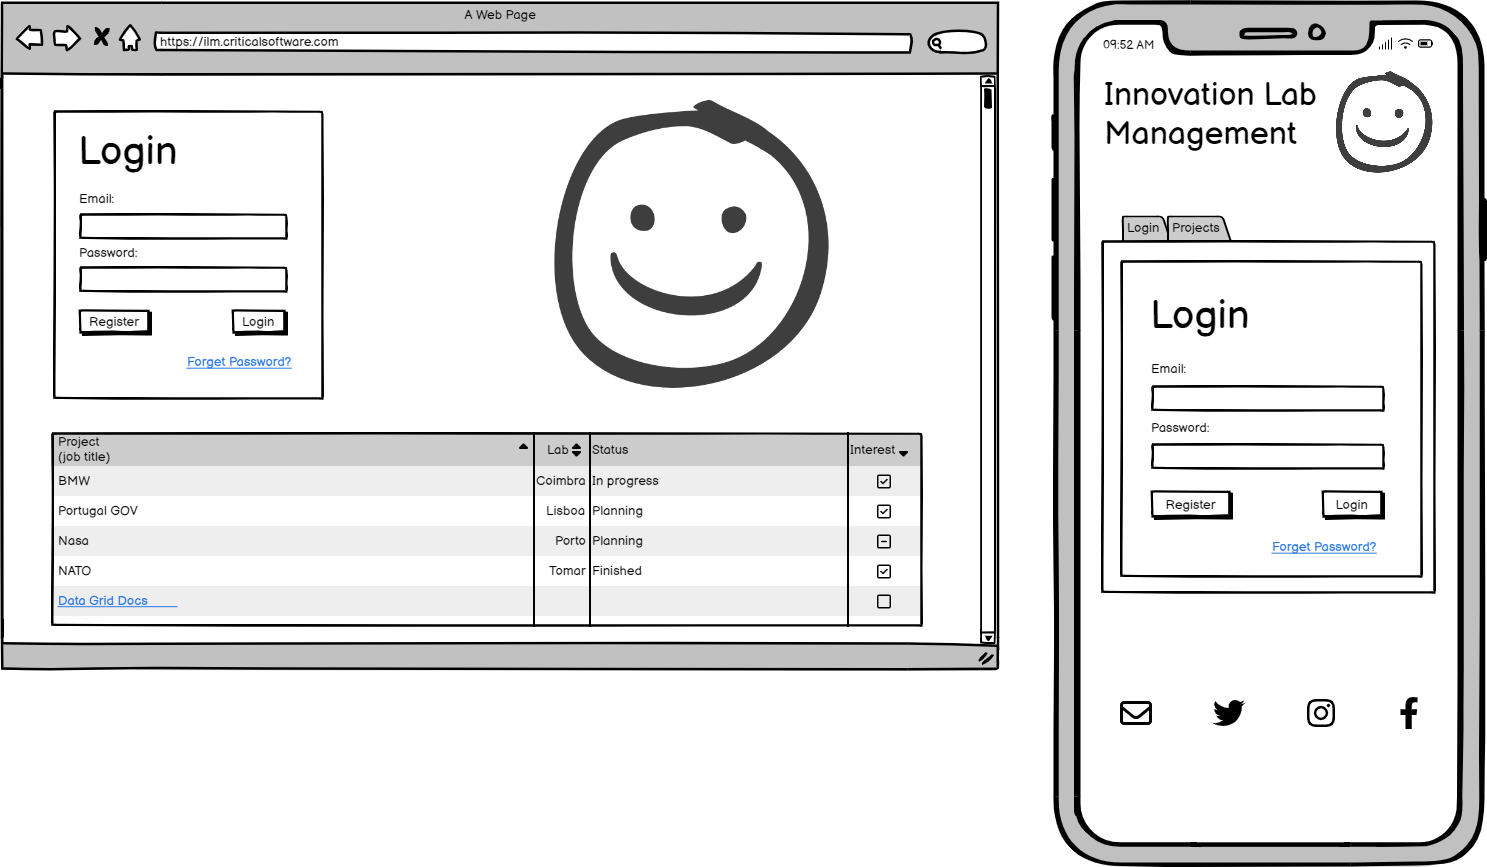 A Web Page
https://ilm.criticalsoftware.com
Login
Email:
Password:
Register
Login
Forget Password?
Project
(job title)
Lab
Status
Interest
BMW
Coimbra
In progress
Portugal GOV
Lisboa
Planning
Nasa
Porto
Planning
NATO
Tomar
Finished
Data Grid Docs
09:52 AM
Innovation Lab
Management
Login
Projects
Login
Email:
Password:
Register
Login
Forget Password?